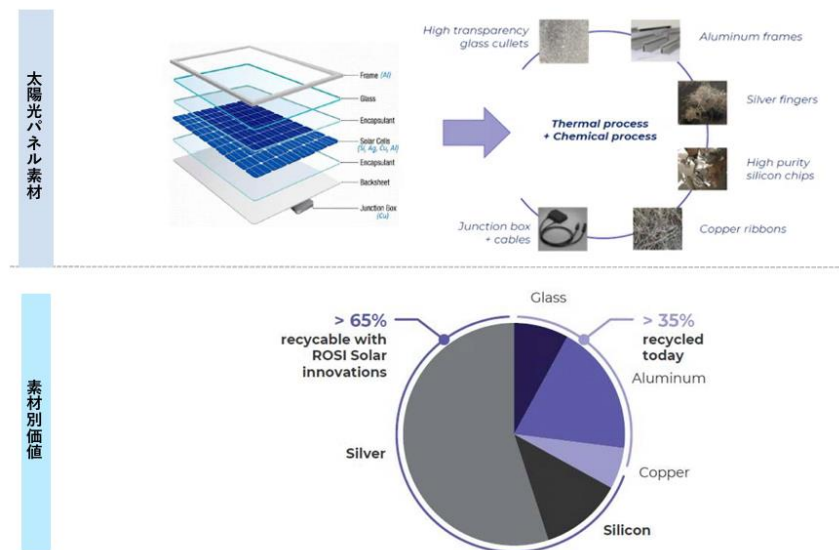 太陽光パネル素材
Frame (Al)
Glass
Encapsulant
Solar Cells
(Si, Ag, Cu, Al)
Encapsulant
Backsheet
Junction Box
(Cu)
High transparency
glass cullets
Aluminum frames
Silver fingers
High purity
silicon chips
Copper ribbons
Junction box
+ cables
Thermal process
+ Chemical process
素材別価値
> 65%
recycable with
ROSI Solar
innovations
Glass
> 35%
recycled
today
Aluminum
Copper
Silicon
Silver